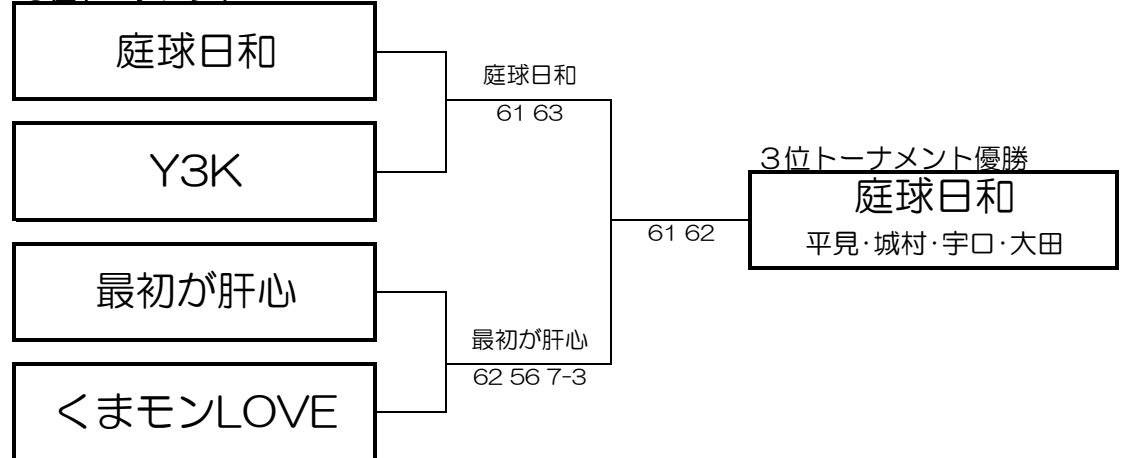 庭球日和
Y3K
最初が肝心
くまモンLOVE
庭球日和
61 63
最初が肝心
62 56 7-3
61 62
3位トーナメント優勝
庭球日和
平見・城村・宇口・大田